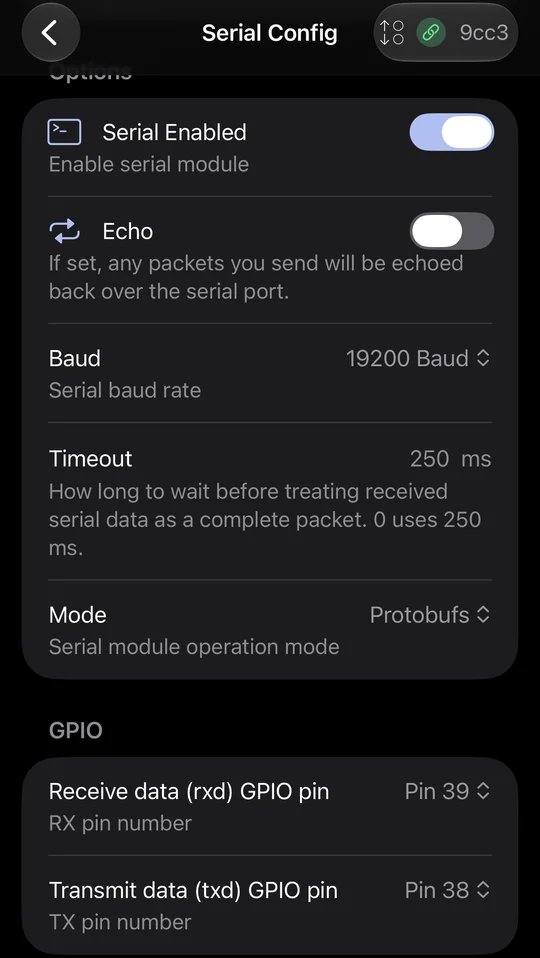 Serial Config
9cc3
Options
Serial Enabled
Enable serial module
Echo
If set, any packets you send will be echoed
back over the serial port.
Baud
19200 Baud
Serial baud rate
Timeout
250 ms
How long to wait before treating received
serial data as a complete packet. 0 uses 250
ms.
Mode
Protobufs
Serial module operation mode
GPIO
Receive data (rxd) GPIO pin
Pin 39
RX pin number
Transmit data (txd) GPIO pin
Pin 38
TX pin number